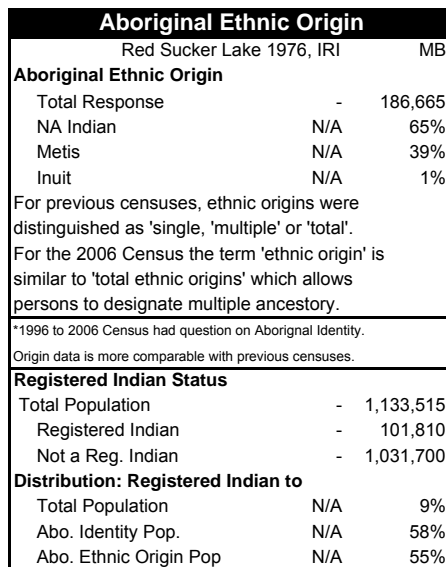 Aboriginal Ethnic Origin
Red Sucker Lake 1976, IRI MB
Aboriginal Ethnic Origin
Total Response - 186,665
NA Indian N/A 65%
Metis N/A 39%
Inuit N/A 1%
For previous censuses, ethnic origins were
distinguished as 'single, 'multiple' or 'total'.
For the 2006 Census the term 'ethnic origin' is
similar to 'total ethnic origins' which allows
persons to designate multiple ancestory.
*1996 to 2006 Census had question on Aborignal Identity.
Origin data is more comparable with previous censuses.
Registered Indian Status
Total Population - 1,133,515
Registered Indian - 101,810
Not a Reg. Indian - 1,031,700
Distribution: Registered Indian to
Total Population N/A 9%
Abo. Identity Pop. N/A 58%
Abo. Ethnic Origin Pop N/A 55%